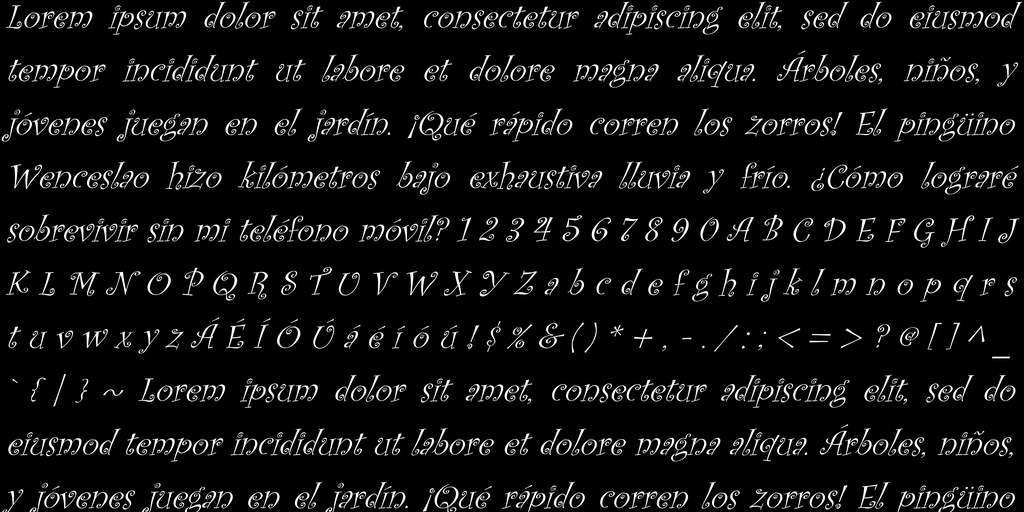 Lorem ipsum dolor sit amet, consectetur adipiscing elit, sed do eiusmod
tempor incididunt ut labore et dolore magna aliqua. Árboles, niños, y
jóvenes juegan en el jardín. ¡Qué rápido corren los zorros! El pingüino
Wenceslao hizo kilómetros bajo exhaustiva lluvia y frío. ¿Cómo lograré
sobrevivir sin mi teléfono móvil? 1 2 3 4 5 6 7 8 9 0 A B C D E F G H I J
K L M N O P Q R S T U V W X Y Z a b c d e f g h i j k l m n o p q r s
t u v w x y z Á É Í Ó Ú á é í ó ú ! $ % & ( ) * + , - . / : ; < = > ? @ [ ] ^ _
` { | } ~ Lorem ipsum dolor sit amet, consectetur adipiscing elit, sed do
eiusmod tempor incididunt ut labore et dolore magna aliqua. Árboles, niños,
y jóvenes juegan en el jardín. ¡Qué rápido corren los zorros! El pingüino